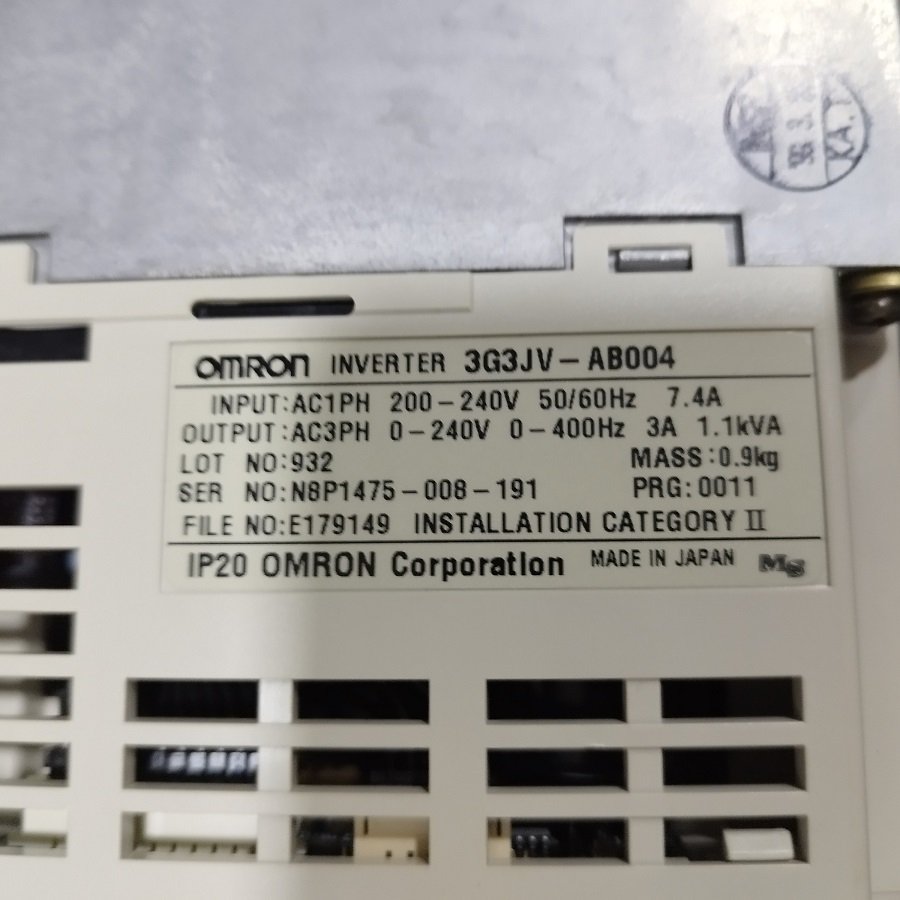 KA.T
OMRON INVERTER 3G3JV-AB004
INPUT:AC1PH 200-240V 50/60Hz 7.4A
OUTPUT:AC3PH 0-240V 0-400Hz 3A 1.1kVA
LOT NO:932 MASS:0.9kg
SER NO:N8P1475-008-191 PRG:0011
FILE NO:E179149 INSTALLATION CATEGORY II
IP20 OMRON Corporation MADE IN JAPAN